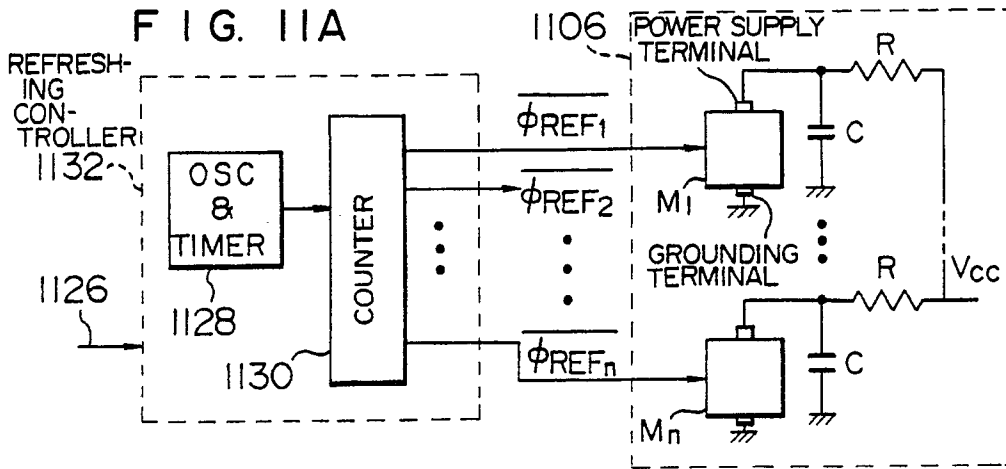 FIG. 11A
REFRESH-
ING
CON-
TROLLER
1132
OSC
&
TIMER
1128
1126
COUNTER
1130
φREF1
φREF2
φREFn
1106
POWER SUPPLY
TERMINAL
R
C
M1
GROUNDING
TERMINAL
R
Vcc
C
Mn